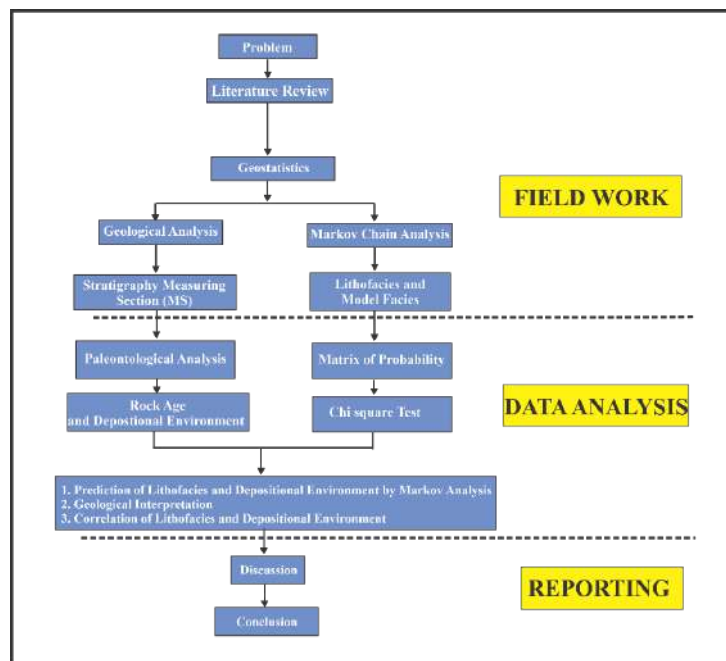 Problem
Literature Review
Geostatistics
FIELD WORK
Geological Analysis
Markov Chain Analysis
Stratigraphy Measuring
Section (MS)
Lithofacies and
Model Facies
Paleontological Analysis
Matrix of Probability
Rock Age
and Depostional Environment
Chi square Test
DATA ANALYSIS
1. Prediction of Lithofacies and Depositional Environment by Markov Analysis
2. Geological Interpretation
3. Correlation of Lithofacies and Depositional Environment
Discussion
REPORTING
Conclusion